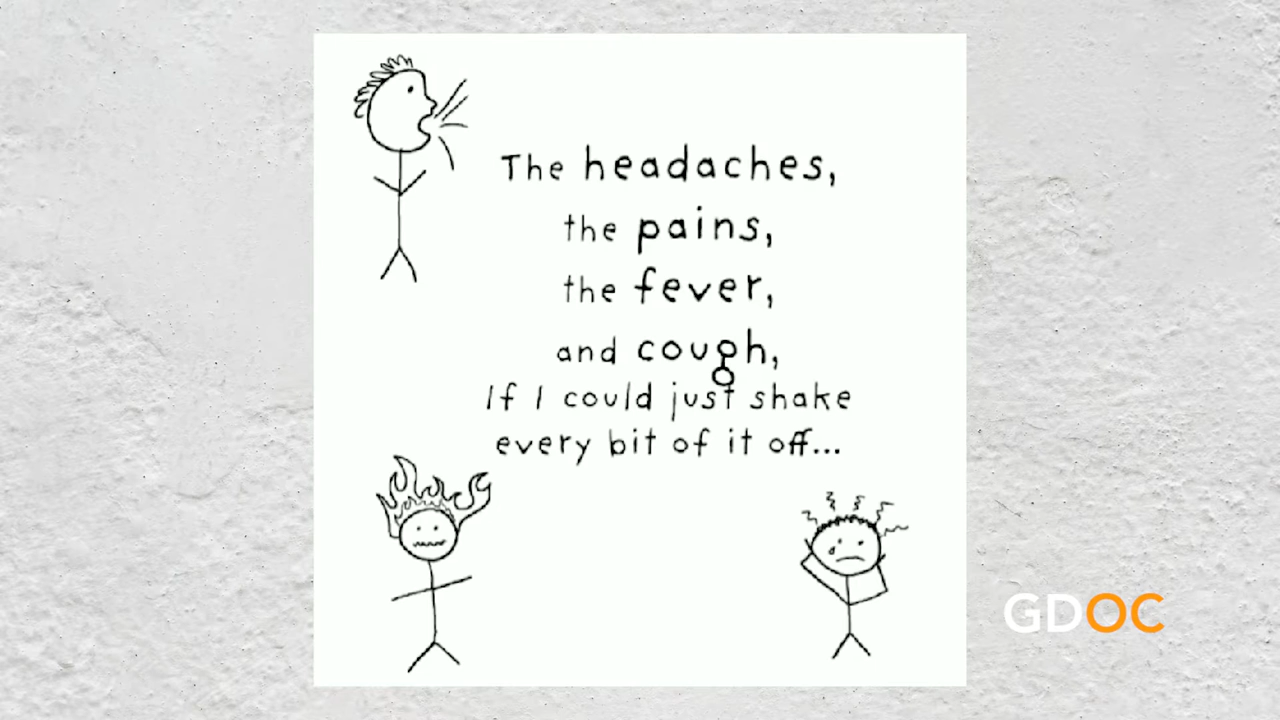 The headaches,
the pains,
the fever,
and cough,
If I could just shake
every bit of it off...
GDOC